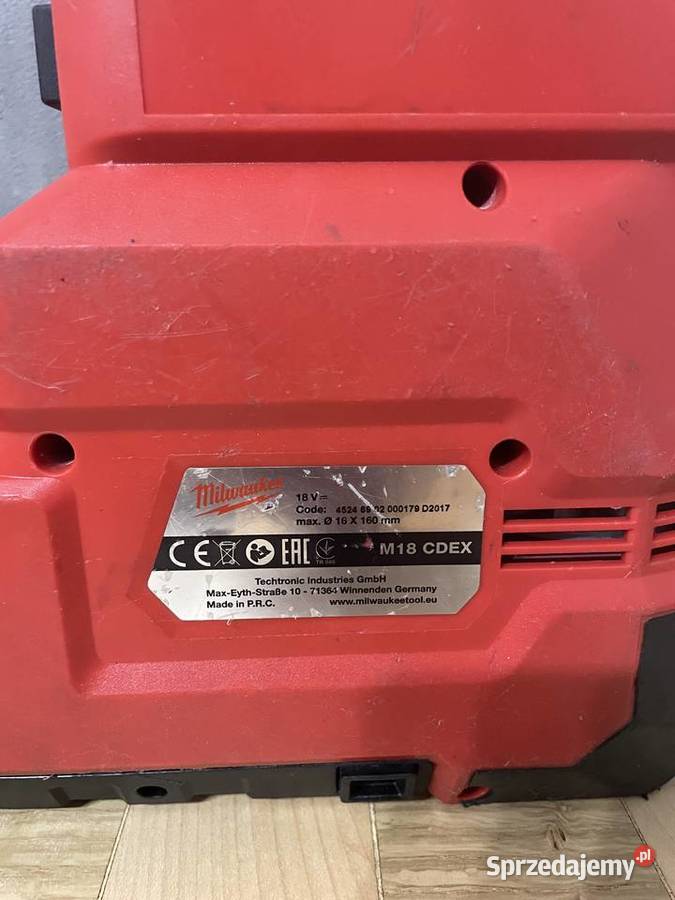 Milwaukee
18 V
Code: 4524 69 02 000179 D2017
max. Ø 16 X 160 mm
CE EAC M18 CDEX
Techtronic Industries GmbH
Max-Eyth-Straße 10 - 71364 Winnenden Germany
Made in P.R.C. www.milwaukeetool.eu
Sprzedajemy.pl